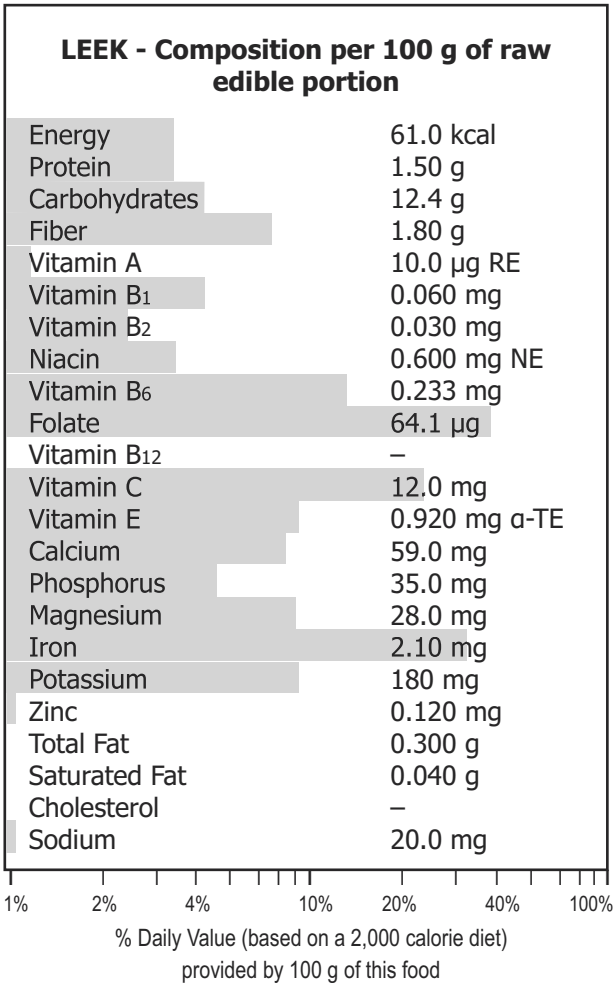 LEEK - Composition per 100 g of raw
edible portion
Energy 61.0 kcal
Protein 1.50 g
Carbohydrates 12.4 g
Fiber 1.80 g
Vitamin A 10.0 µg RE
Vitamin B1 0.060 mg
Vitamin B2 0.030 mg
Niacin 0.600 mg NE
Vitamin B6 0.233 mg
Folate 64.1 µg
Vitamin B12 –
Vitamin C 12.0 mg
Vitamin E 0.920 mg α-TE
Calcium 59.0 mg
Phosphorus 35.0 mg
Magnesium 28.0 mg
Iron 2.10 mg
Potassium 180 mg
Zinc 0.120 mg
Total Fat 0.300 g
Saturated Fat 0.040 g
Cholesterol –
Sodium 20.0 mg
1% 2% 4% 10% 20% 40% 100%
% Daily Value (based on a 2,000 calorie diet)
provided by 100 g of this food